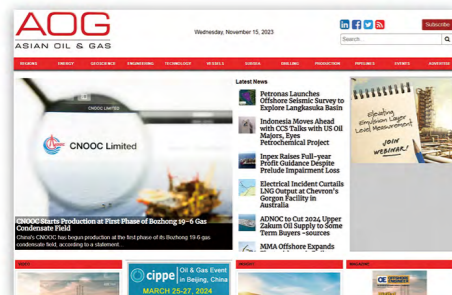 AOG
ASIAN OIL & GAS
Wednesday, November 15, 2023
Subscribe
Search...
REGIONS ENERGY GEOSCIENCE ENGINEERING TECHNOLOGY VESSELS SUBSEA DRILLING PRODUCTION PIPELINES EVENTS ADVERTISE
CNOOC LIMITED
CNOOC Limited
CNOOC Starts Production at First Phase of Bozhong 19-6 Gas
Condensate Field
China's CNOOC has begun production at the first phase of its Bozhong 19-6 gas
condensate field, according to a statement...
Latest News
Petronas Launches
Offshore Seismic Survey to
Explore Langkasuka Basin
Indonesia Moves Ahead
with CCS Talks with US Oil
Majors, Eyes
Petrochemical Project
Inpex Raises Full-year
Profit Guidance Despite
Prelude Impairment Loss
Electrical Incident Curtails
LNG Output at Chevron's
Gorgon Facility in
Australia
ADNOC to Cut 2024 Upper
Zakum Oil Supply to Some
Term Buyers -sources
MMA Offshore Expands
Elevating
Emulsion Layer
Level Measurement
JOIN
WEBINAR!
cippe Oil & Gas Event
in Beijing, China
MARCH 25-27, 2024
OE